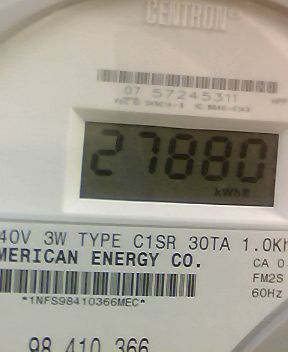 CENTRON®
07 57245311
27880
kWh
40V 3W TYPE C1SR 30TA 1.0Kh
MERICAN ENERGY CO.
CA 0
FM2S
60Hz
*1NFS98410366MEC*
98 410 366